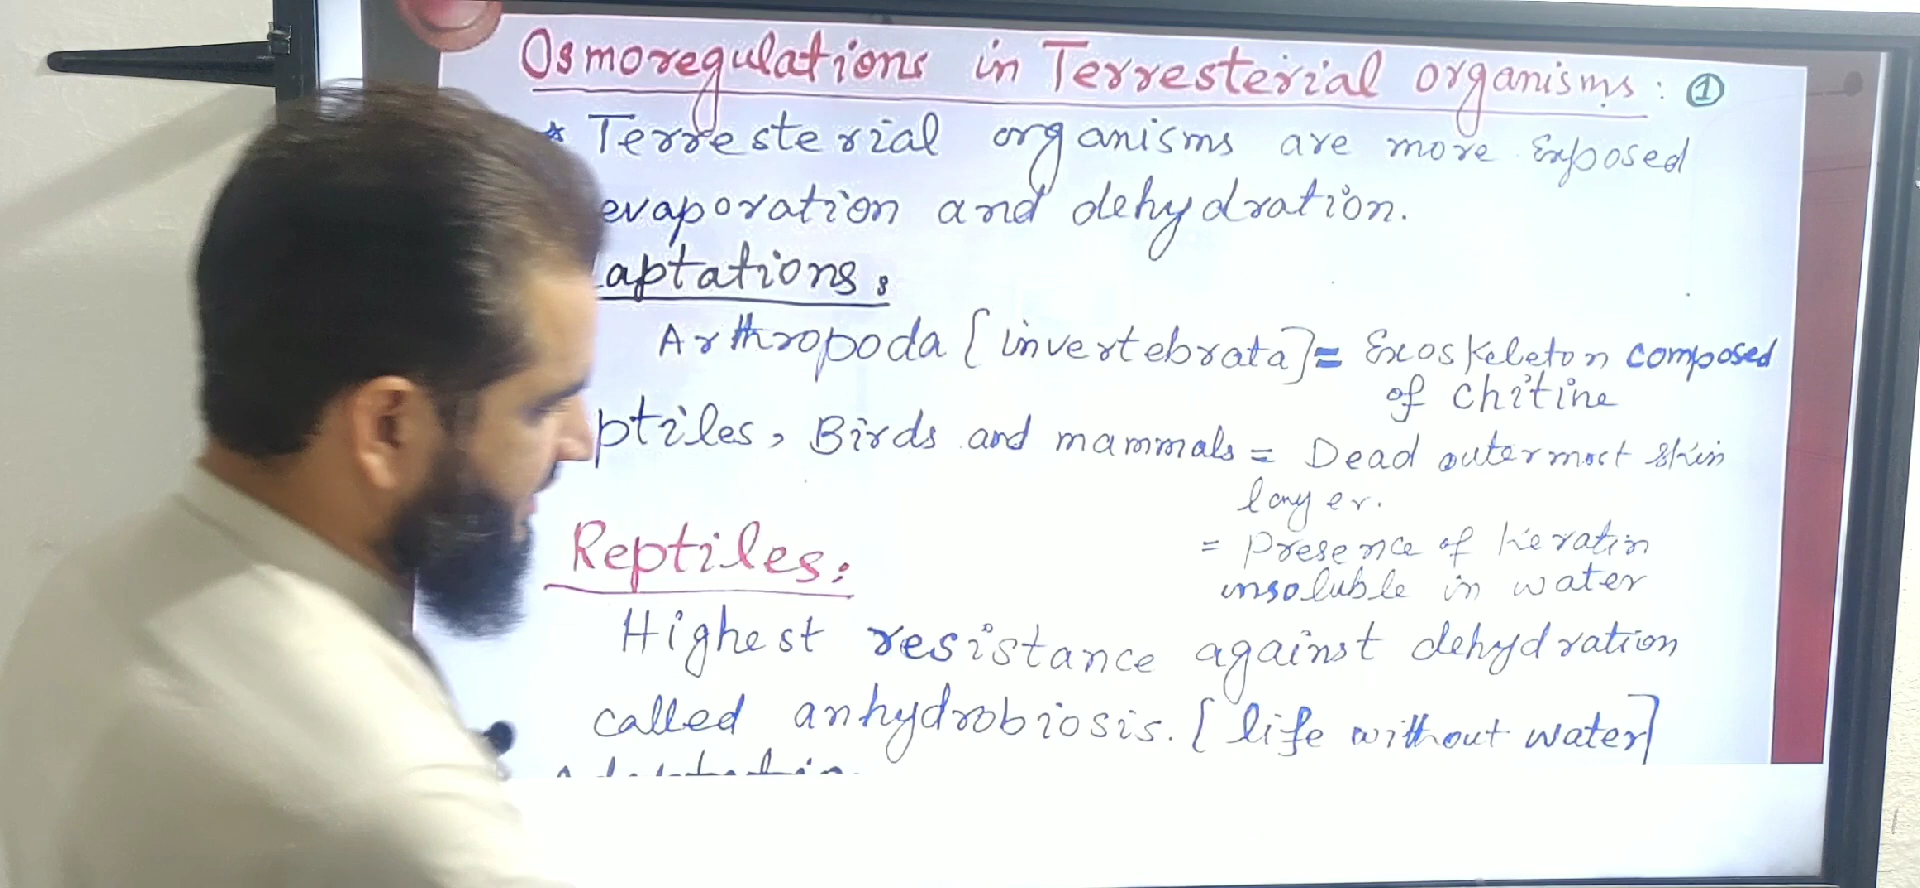 Osmoregulations in Terresterial organisms: ①
* Terresterial organisms are more Exposed
evaporation and dehydration.
aptations:
Arthropoda [invertebrata] = Exoskeleton composed
of chitine
ptiles, Birds and mammals = Dead outermost skin
layer.
= Presence of keratin
insoluble in water
Reptiles:
Highest resistance against dehydration
called anhydrobiosis. [life without water]